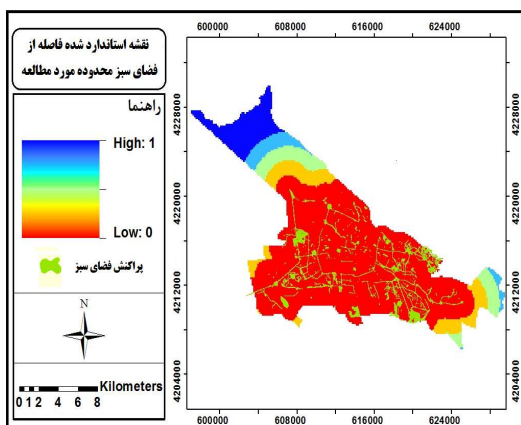 نقشه استاندارد شده فاصله از
فضای سبز محدوده مورد مطالعه
راهنما
High: 1
Low: 0
پراکنش فضای سبز
N
Kilometers
0 1 2 4 6 8
600000 608000 616000 624000
4228000
4220000
4212000
4204000
4228000
4220000
4212000
4204000
600000 608000 616000 624000